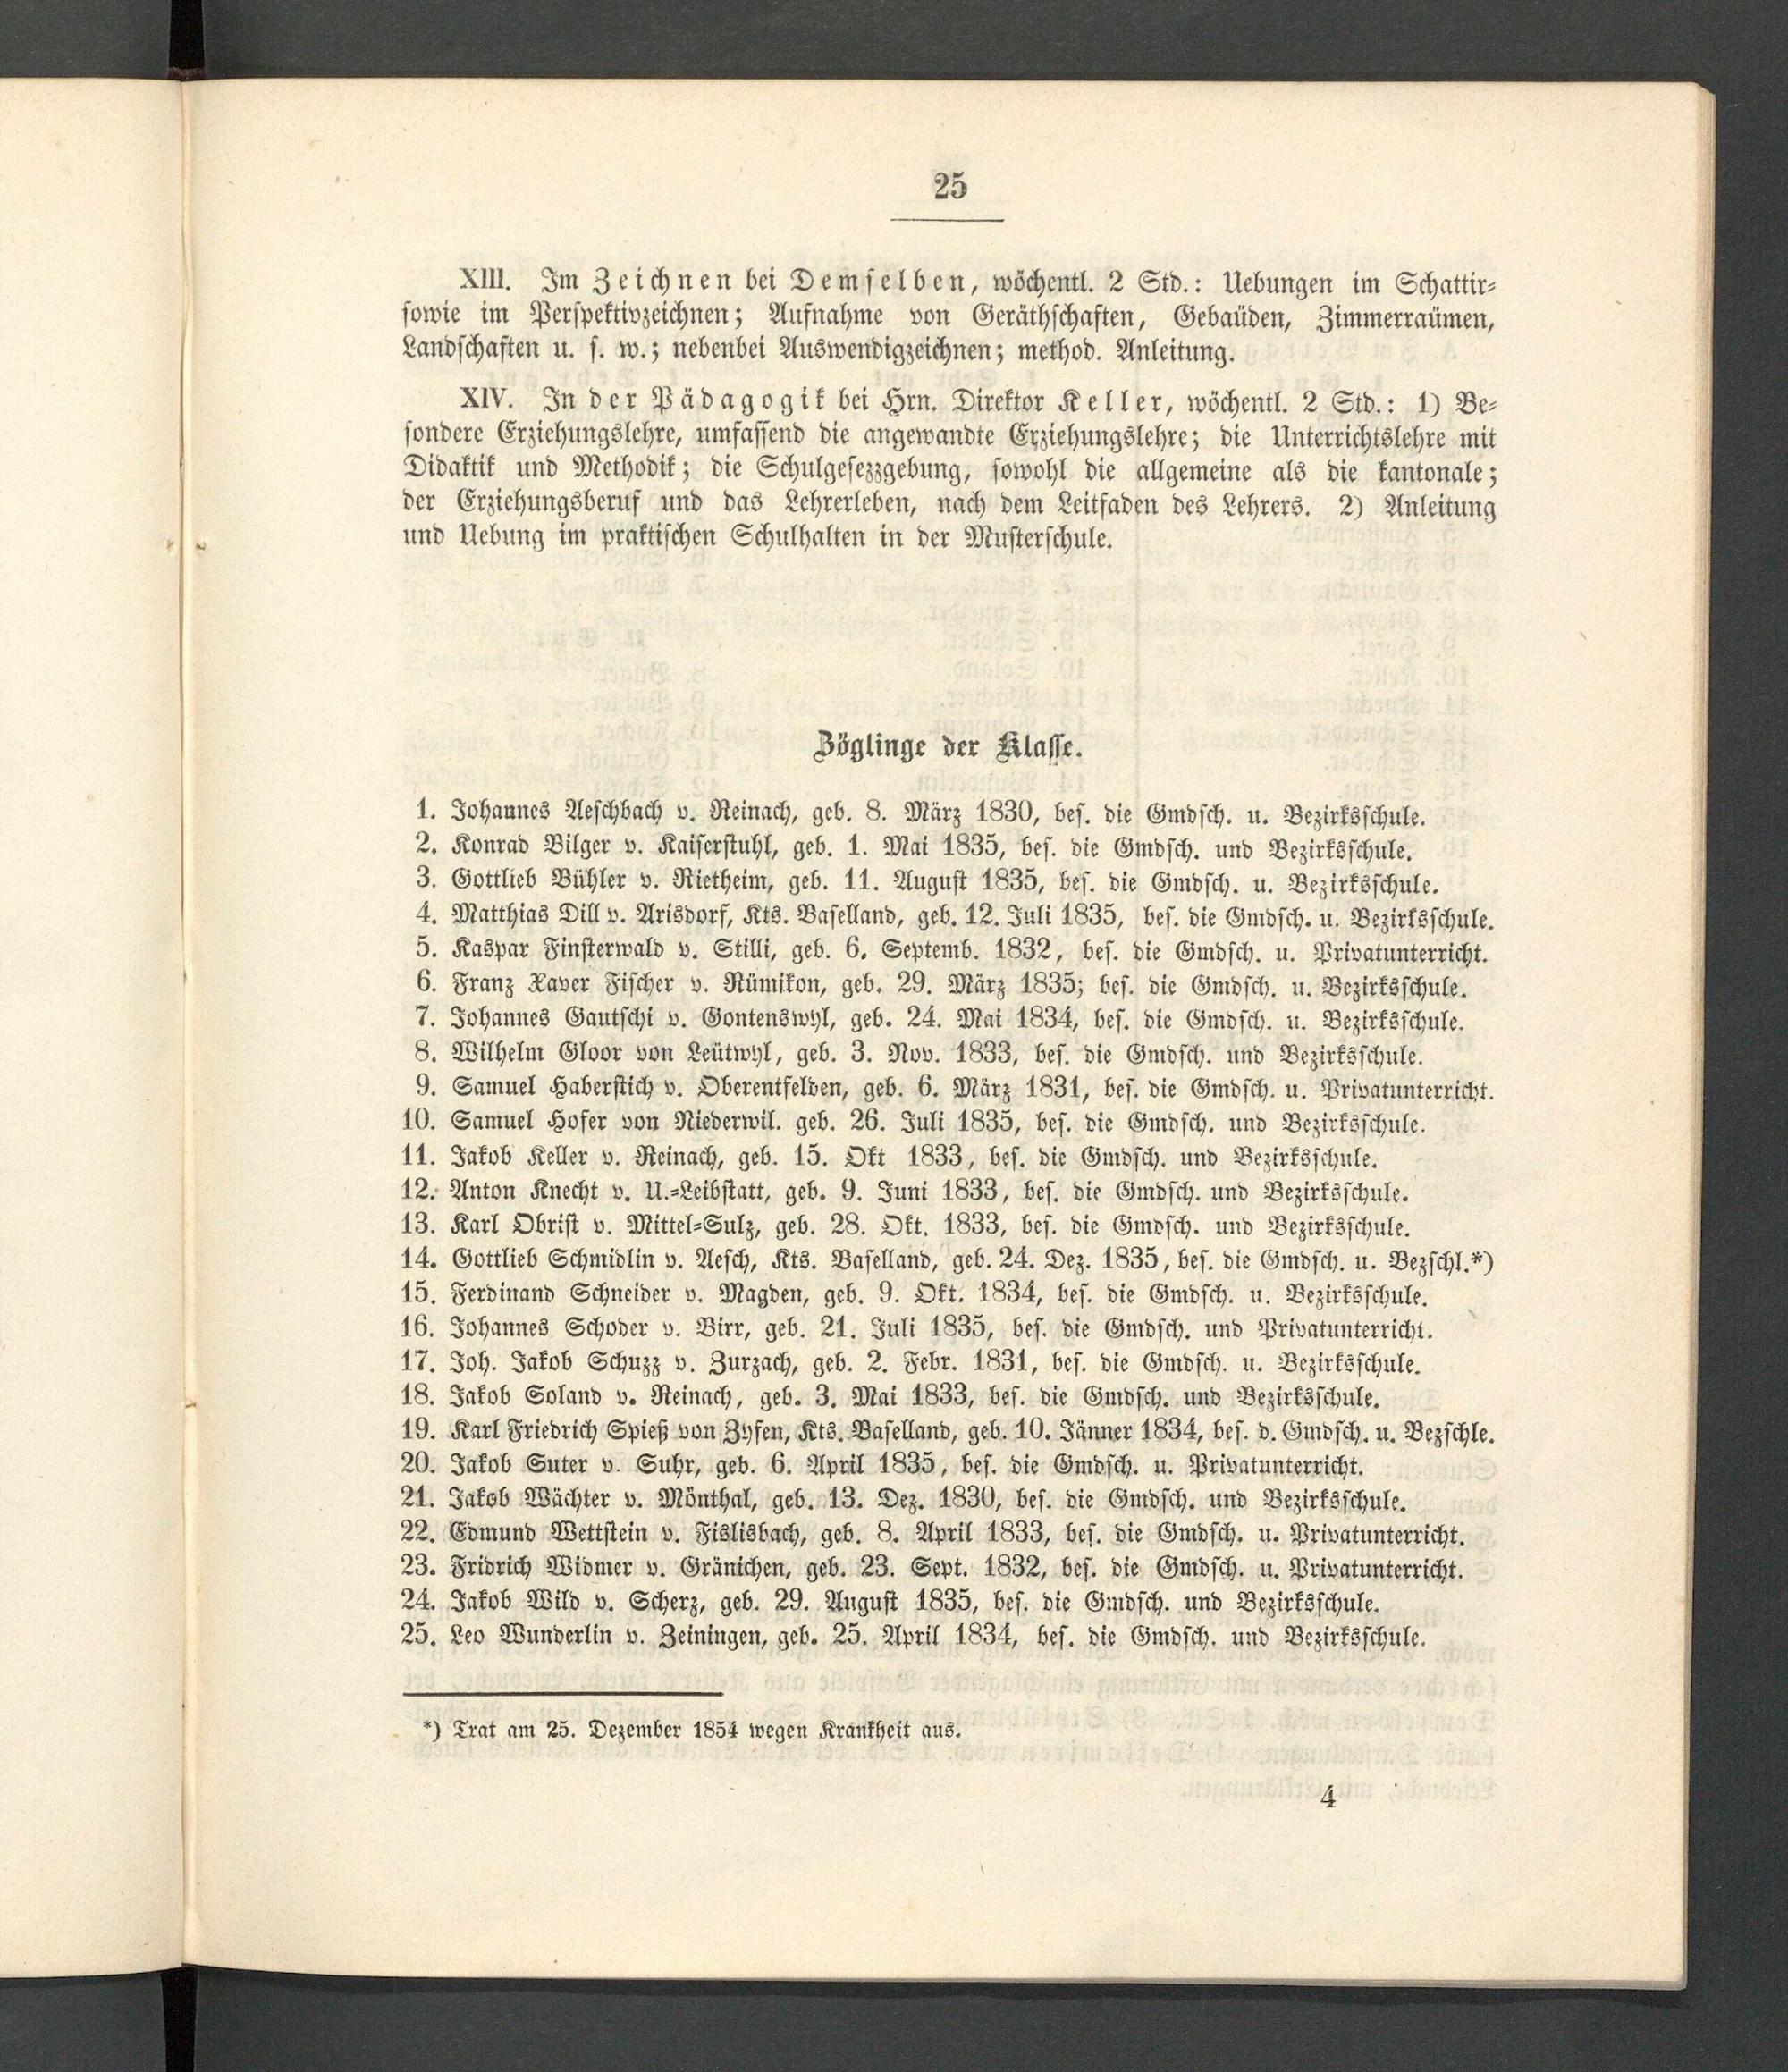 25
XIII. Im Zeichnen bei Demselben, wöchentl. 2 Std.: Uebungen im Schattir-
sowie im Perspektivzeichnen; Aufnahme von Geräthschaften, Gebaüden, Zimmerraümen,
Landschaften u. s. w.; nebenbei Auswendigzeichnen; method. Anleitung.
XIV. In der Pädagogik bei Hrn. Direktor Keller, wöchentl. 2 Std.: 1) Be-
sondere Erziehungslehre, umfassend die angewandte Erziehungslehre; die Unterrichtslehre mit
Didaktik und Methodik; die Schulgesezzgebung, sowohl die allgemeine als die kantonale;
der Erziehungsberuf und das Lehrerleben, nach dem Leitfaden des Lehrers. 2) Anleitung
und Uebung im praktischen Schulhalten in der Musterschule.
Zöglinge der Klasse.
1. Johannes Aeschbach v. Reinach, geb. 8. März 1830, bes. die Gmdsch. u. Bezirksschule.
2. Konrad Bilger v. Kaiserstuhl, geb. 1. Mai 1835, bes. die Gmdsch. und Bezirksschule.
3. Gottlieb Bühler v. Rietheim, geb. 11. August 1835, bes. die Gmdsch. u. Bezirksschule.
4. Matthias Dill v. Arisdorf, Kts. Baselland, geb. 12. Juli 1835, bes. die Gmdsch. u. Bezirksschule.
5. Kaspar Finsterwald v. Stilli, geb. 6. Septemb. 1832, bes. die Gmdsch. u. Privatunterricht.
6. Franz Xaver Fischer v. Rümikon, geb. 29. März 1835; bes. die Gmdsch. u. Bezirksschule.
7. Johannes Gautschi v. Gontenswyl, geb. 24. Mai 1834, bes. die Gmdsch. u. Bezirksschule.
8. Wilhelm Gloor von Leütwyl, geb. 3. Nov. 1833, bes. die Gmdsch. und Bezirksschule.
9. Samuel Haberstich v. Oberentfelden, geb. 6. März 1831, bes. die Gmdsch. u. Privatunterricht.
10. Samuel Hofer von Niederwil. geb. 26. Juli 1835, bes. die Gmdsch. und Bezirksschule.
11. Jakob Keller v. Reinach, geb. 15. Okt 1833, bes. die Gmdsch. und Bezirksschule.
12. Anton Knecht v. U.-Leibstatt, geb. 9. Juni 1833, bes. die Gmdsch. und Bezirksschule.
13. Karl Obrist v. Mittel-Sulz, geb. 28. Okt. 1833, bes. die Gmdsch. und Bezirksschule.
14. Gottlieb Schmidlin v. Aesch, Kts. Baselland, geb. 24. Dez. 1835, bes. die Gmdsch. u. Bezschl.*)
15. Ferdinand Schneider v. Magden, geb. 9. Okt. 1834, bes. die Gmdsch. u. Bezirksschule.
16. Johannes Schoder v. Birr, geb. 21. Juli 1835, bes. die Gmdsch. und Privatunterricht.
17. Joh. Jakob Schuzz v. Zurzach, geb. 2. Febr. 1831, bes. die Gmdsch. u. Bezirksschule.
18. Jakob Soland v. Reinach, geb. 3. Mai 1833, bes. die Gmdsch. und Bezirksschule.
19. Karl Friedrich Spieß von Zyfen, Kts. Baselland, geb. 10. Jänner 1834, bes. d. Gmdsch. u. Bezschle.
20. Jakob Suter v. Suhr, geb. 6. April 1835, bes. die Gmdsch. u. Privatunterricht.
21. Jakob Wächter v. Mönthal, geb. 13. Dez. 1830, bes. die Gmdsch. und Bezirksschule.
22. Edmund Wettstein v. Fislisbach, geb. 8. April 1833, bes. die Gmdsch. u. Privatunterricht.
23. Fridrich Widmer v. Gränichen, geb. 23. Sept. 1832, bes. die Gmdsch. u. Privatunterricht.
24. Jakob Wild v. Scherz, geb. 29. August 1835, bes. die Gmdsch. und Bezirksschule.
25. Leo Wunderlin v. Zeiningen, geb. 25. April 1834, bes. die Gmdsch. und Bezirksschule.
*) Trat am 25. Dezember 1854 wegen Krankheit aus.
4